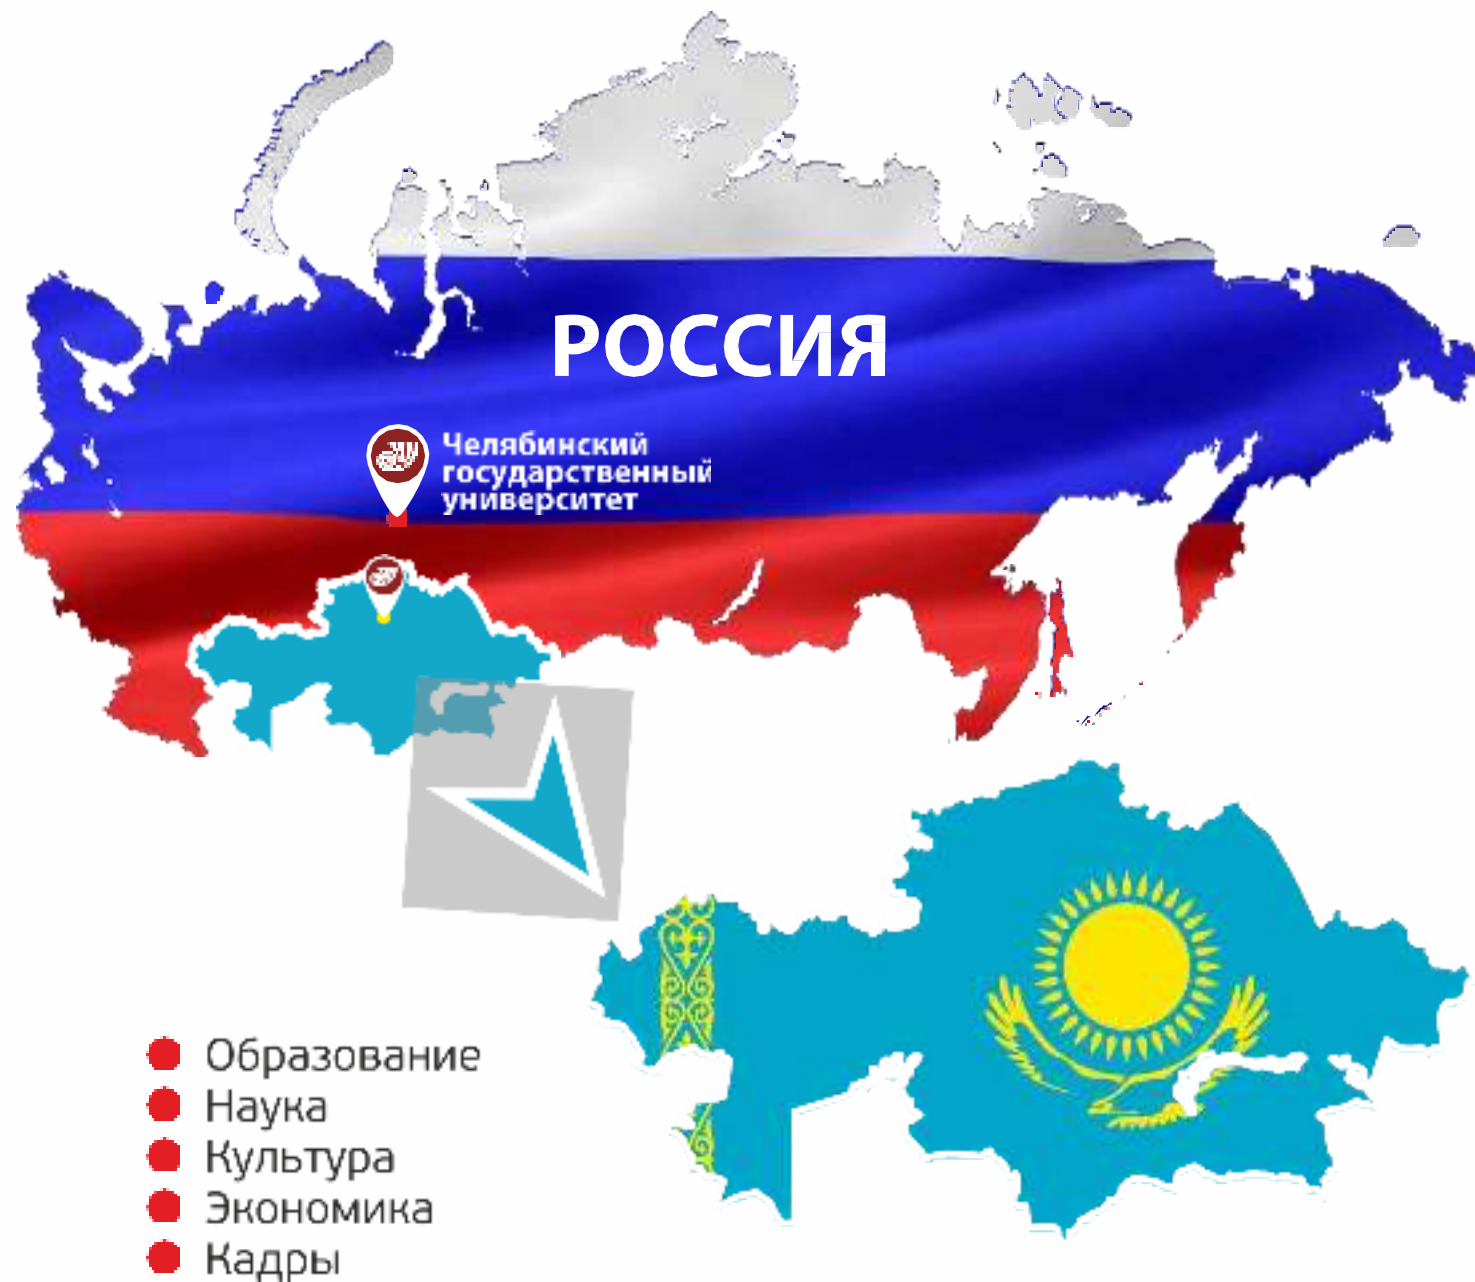 РОССИЯ
Челябинский
государственный
университет
Образование
Наука
Культура
Экономика
Кадры